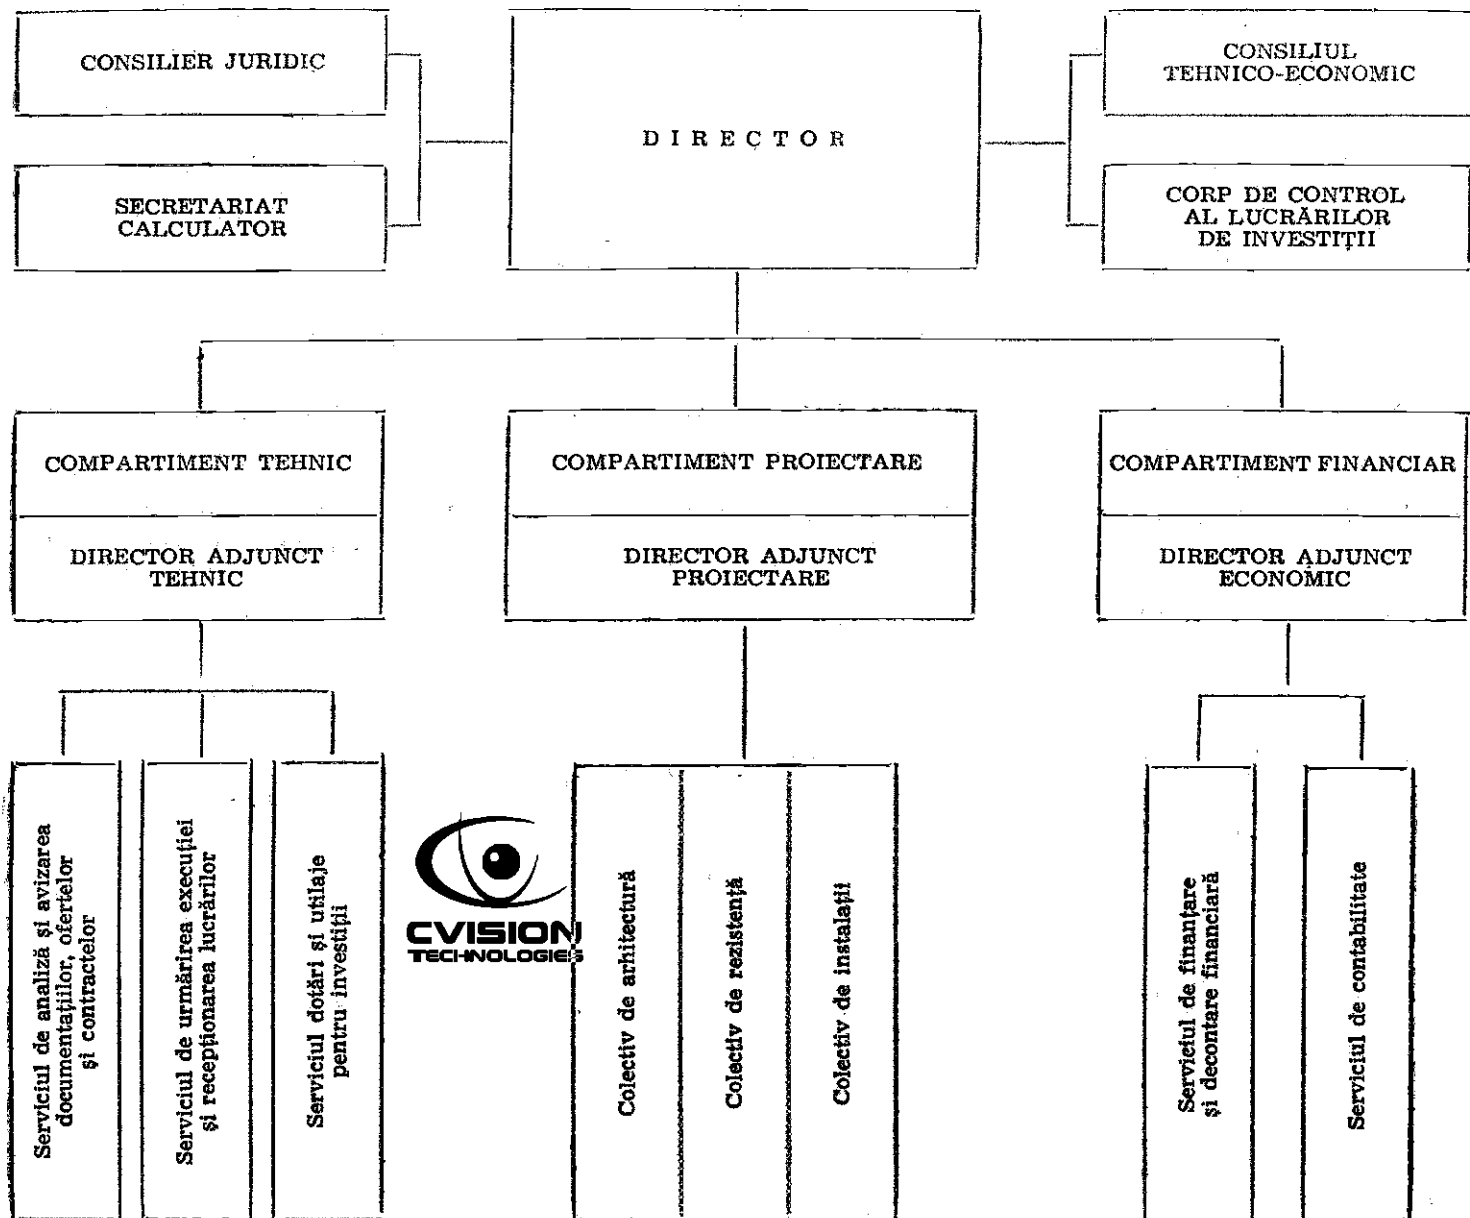 CONSILIER JURIDIC
SECRETARIAT
CALCULATOR
DIRECTOR
CONSILIUL
TEHNICO-ECONOMIC
CORP DE CONTROL
AL LUCRĂRILOR
DE INVESTIȚII
COMPARTIMENT TEHNIC
DIRECTOR ADJUNCT
TEHNIC
COMPARTIMENT PROIECTARE
DIRECTOR ADJUNCT
PROIECTARE
COMPARTIMENT FINANCIAR
DIRECTOR ADJUNCT
ECONOMIC
Serviciul de analiză și avizarea
documentațiilor, ofertelor
și contractelor
Serviciul de urmărirea execuției
și recepționarea lucrărilor
Serviciul dotări și utilaje
pentru investiții
CVISION
TECHNOLOGIES
Colectiv de arhitectură
Colectiv de rezistență
Colectiv de instalații
Serviciul de finanțare
și decontare financiară
Serviciul de contabilitate